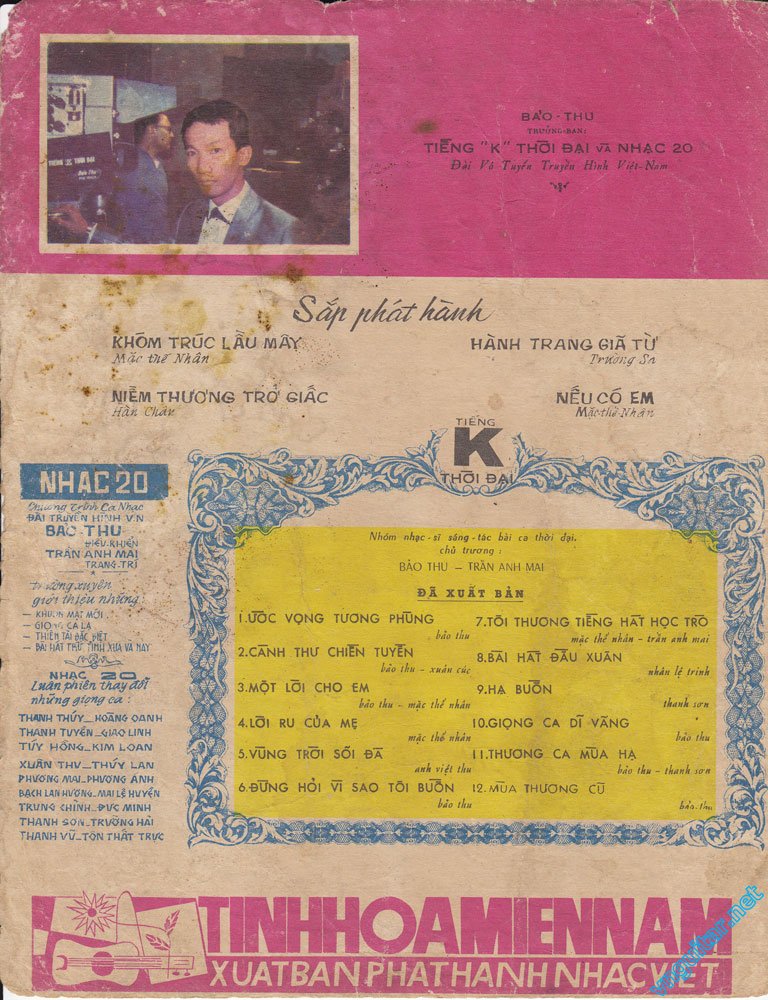 TIẾNG K THỜI ĐẠI
Bảo Thu
BẢO-THU
TRƯỞNG-BAN:
TIẾNG "K" THỜI ĐẠI VÀ NHẠC 20
Đài Vô Tuyến Truyền Hình Việt-Nam
Sắp phát hành
KHÓM TRÚC LẦU MÂY
Mặc thế Nhân
HÀNH TRANG GIÃ TỪ
Trường Sa
NIỀM THƯƠNG TRỞ GIẤC
Hàn Châu
NẾU CÓ EM
Mặc thế Nhân
TIẾNG
K
THỜI ĐẠI
NHẠC 20
Chương Trình Ca Nhạc
ĐÀI TRUYỀN HÌNH V.N
BẢO-THU
ĐIỀU-KHIỂN
TRẦN ANH MAI
TRANG-TRÍ
Thường xuyên
giới thiệu những:
- KHUÔN MẶT MỚI
- GIỌNG CA LẠ
- THIÊN TÀI ĐẶC BIỆT
- BÀI HÁT THƯ TÌNH XƯA VÀ NAY
NHẠC 20
Luân phiên thay đổi
những giọng ca:
THANH THÚY_HOÀNG OANH
THANH TUYỀN_GIAO LINH
TÚY HỒNG_KIM LOAN
XUÂN THU_THÚY LAN
PHƯƠNG MAI_PHƯƠNG ÁNH
BẠCH LAN HƯƠNG_MAI LỆ HUYỀN
TRUNG CHỈNH_ĐỨC MINH
THANH SƠN_TRƯỜNG HẢI
THANH VŨ_TÔN THẤT TRỰC
Nhóm nhạc-sĩ sáng-tác bài ca thời đại.
chủ trương:
BẢO THU – TRẦN ANH MAI
ĐÃ XUẤT BẢN
1.ƯỚC VỌNG TƯƠNG PHÙNG
bảo thu
2.CÁNH THƯ CHIẾN TUYẾN
bảo thu - xuân cúc
3.MỘT LỜI CHO EM
bảo thu - mặc thế nhân
4.LỜI RU CỦA MẸ
mặc thế nhân
5.VÙNG TRỜI SỎI ĐÁ
anh việt thu
6.ĐỪNG HỎI VÌ SAO TÔI BUỒN
bảo thu
7.TÔI THƯƠNG TIẾNG HÁT HỌC TRÒ
mặc thế nhân - trần anh mai
8.BÀI HÁT ĐẦU XUÂN
nhân lệ trinh
9.HẠ BUỒN
thanh sơn
10.GIỌNG CA DĨ VÃNG
bảo thu
11.THƯƠNG CA MÙA HẠ
bảo thu - thanh sơn
12.MÙA THƯƠNG CŨ
bảo thu
TINHHOAMIENNAM
XUATBANPHATHANHNHACVIET